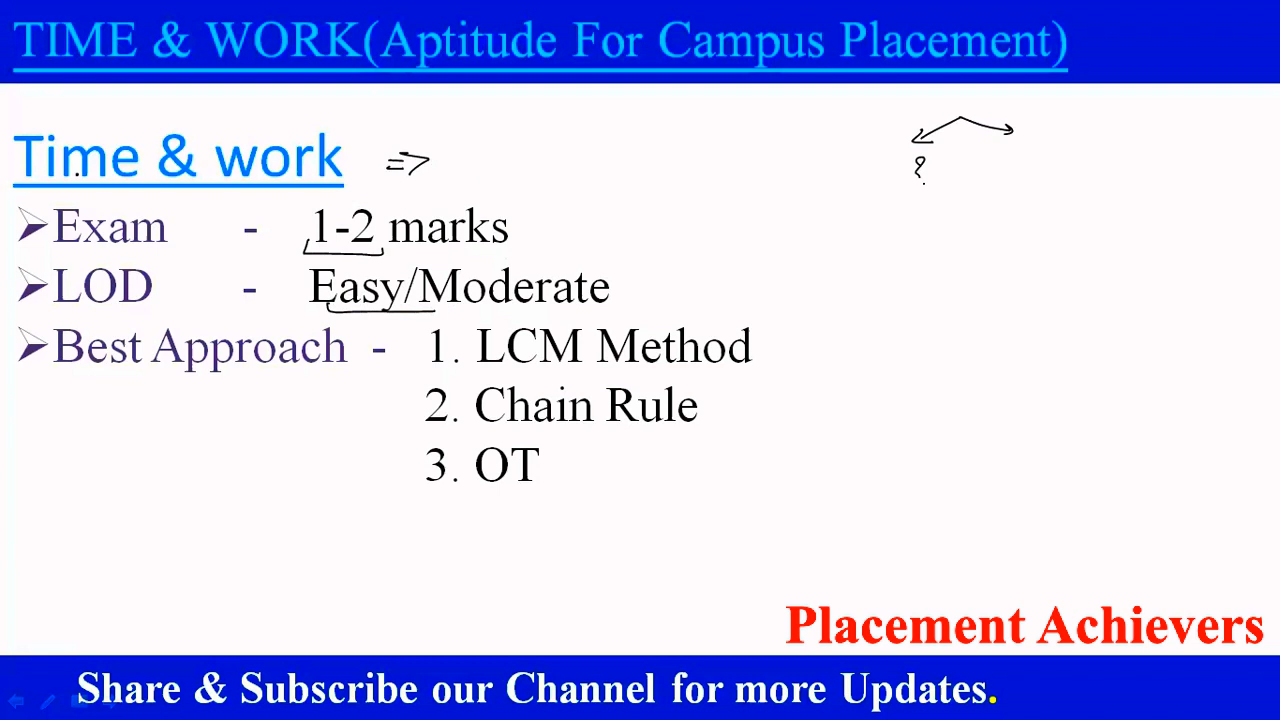 TIME & WORK(Aptitude For Campus Placement)
Time & work =>
?
➢Exam - 1-2 marks
➢LOD - Easy/Moderate
➢Best Approach - 1. LCM Method
2. Chain Rule
3. OT
Placement Achievers
Share & Subscribe our Channel for more Updates.